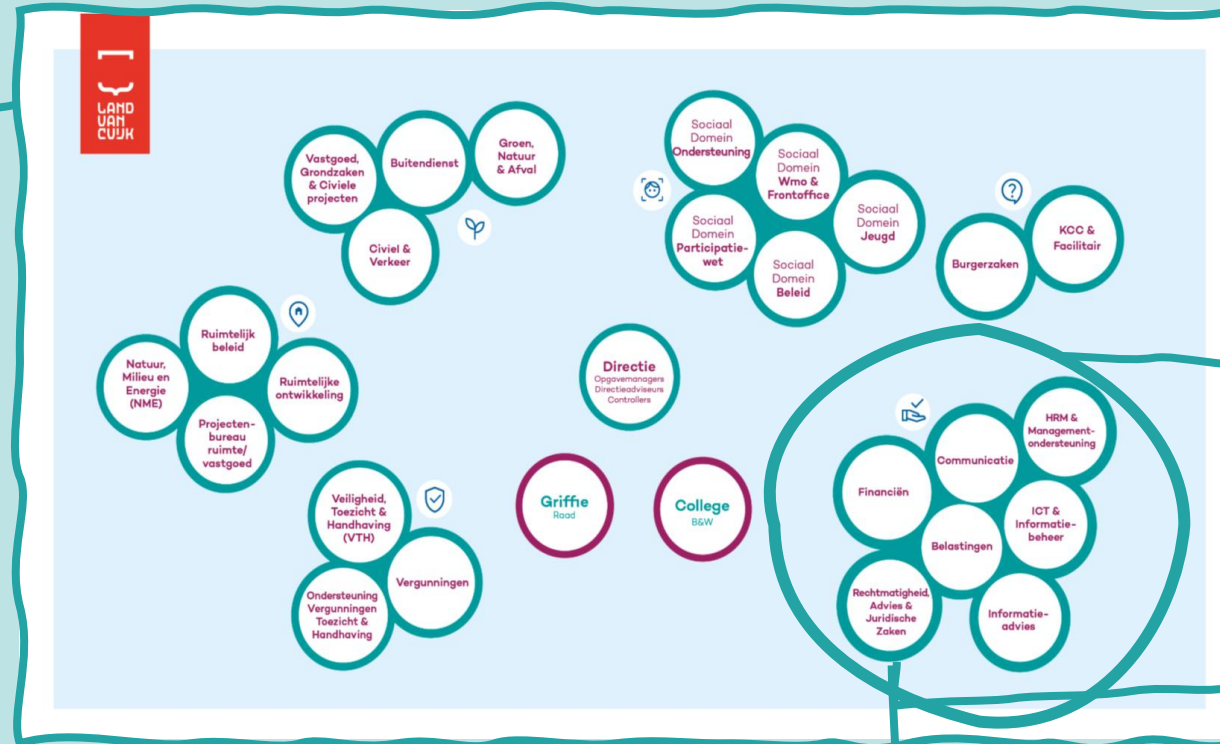 LAND
VAN
CUIJK
Vastgoed,
Grondzaken
& Civiele
projecten
Buitendienst
Groen,
Natuur
& Afval
Civiel &
Verkeer
Sociaal
Domein
Ondersteuning
Sociaal
Domein
Wmo &
Frontoffice
Sociaal
Domein
Participatie-
wet
Sociaal
Domein
Jeugd
Sociaal
Domein
Beleid
Burgerzaken
KCC &
Facilitair
Ruimtelijk
beleid
Natuur,
Milieu en
Energie
(NME)
Ruimtelijke
ontwikkeling
Projecten-
bureau
ruimte/
vastgoed
Directie
Opgavemanagers
Directieadviseurs
Controllers
Griffie
Raad
College
B&W
Veiligheid,
Toezicht &
Handhaving
(VTH)
Vergunningen
Ondersteuning
Vergunningen
Toezicht &
Handhaving
HRM &
Management-
ondersteuning
Communicatie
Financiën
ICT &
Informatie-
beheer
Belastingen
Rechtmatigheid,
Advies &
Juridische
Zaken
Informatie-
advies